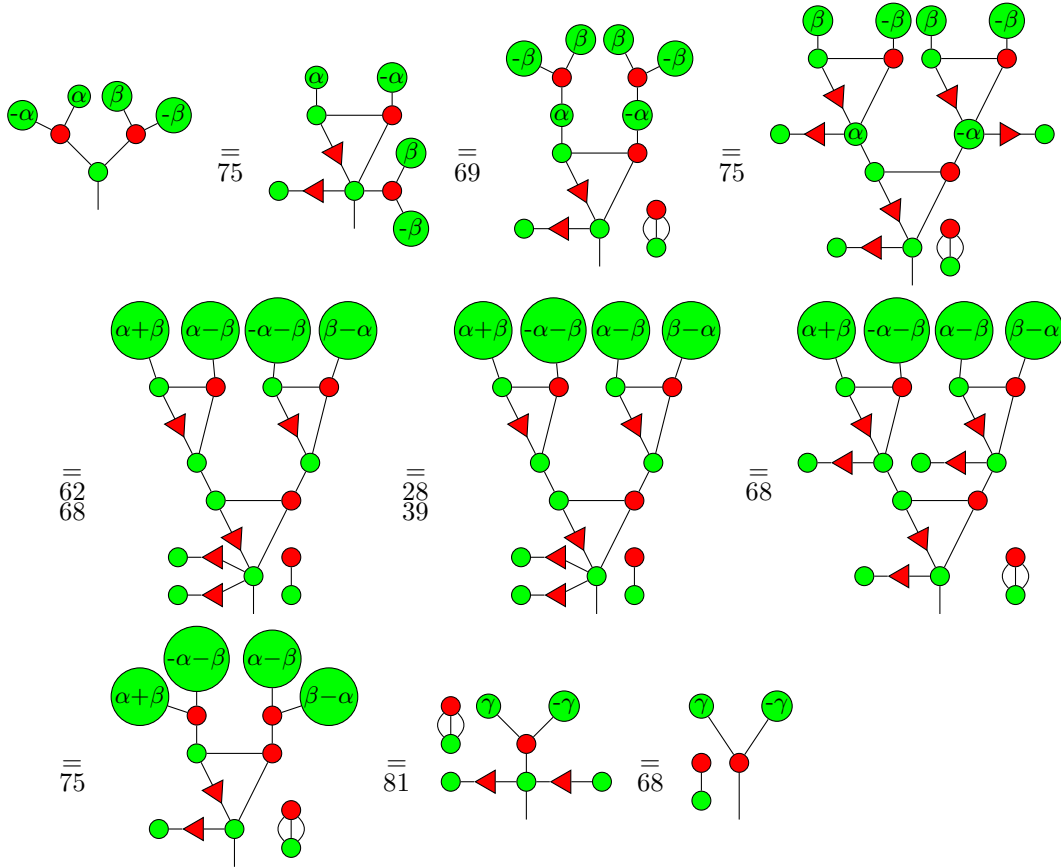 -α α β -β = 75 α -α β -β = 69 -β β β -β α -α = 75 β -β β -β α -α
= 62 68 α+β α−β -α−β β−α = 28 39 α+β -α−β α−β β−α = 68 α+β -α−β α−β β−α
= 75 α+β -α−β α−β β−α = 81 γ -γ = 68 γ -γ